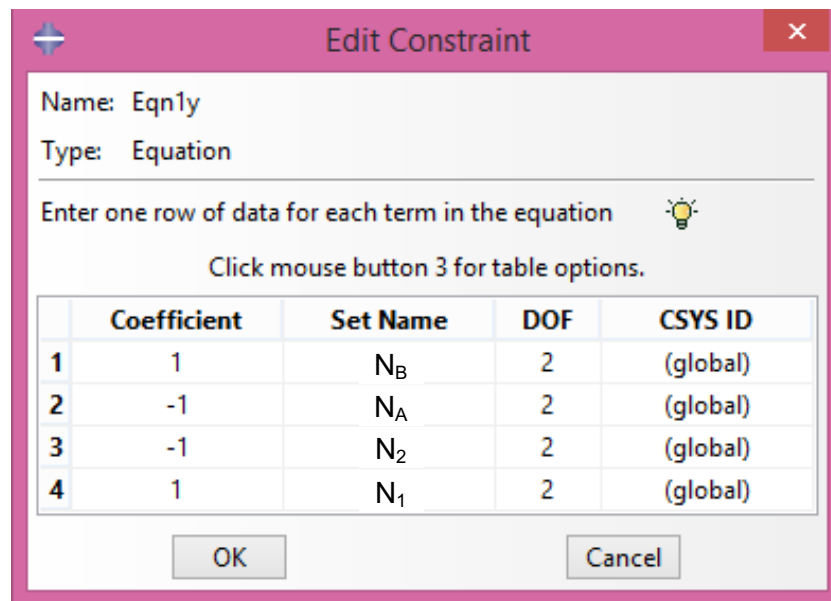 Edit Constraint
Name: Eqn1y
Type: Equation
Enter one row of data for each term in the equation
Click mouse button 3 for table options.
Coefficient Set Name DOF CSYS ID
1 1 N_B 2 (global)
2 -1 N_A 2 (global)
3 -1 N₂ 2 (global)
4 1 N₁ 2 (global)
OK Cancel